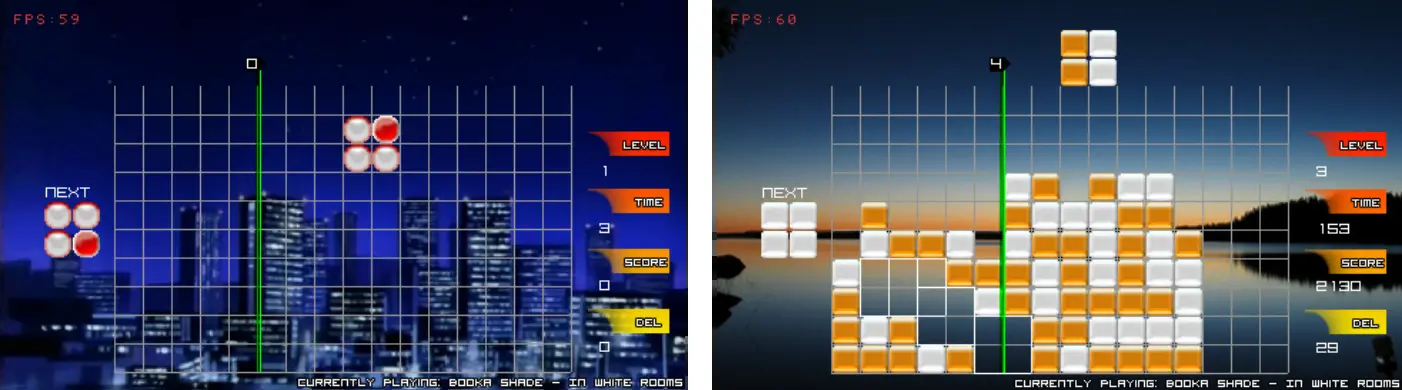 FPS:59
0
NEXT
LEVEL
1
TIME
3
SCORE
0
DEL
0
CURRENTLY PLAYING: BOOKA SHADE - IN WHITE ROOMS
FPS:60
4
NEXT
LEVEL
3
TIME
153
SCORE
2130
DEL
29
CURRENTLY PLAYING: BOOKA SHADE - IN WHITE ROOMS